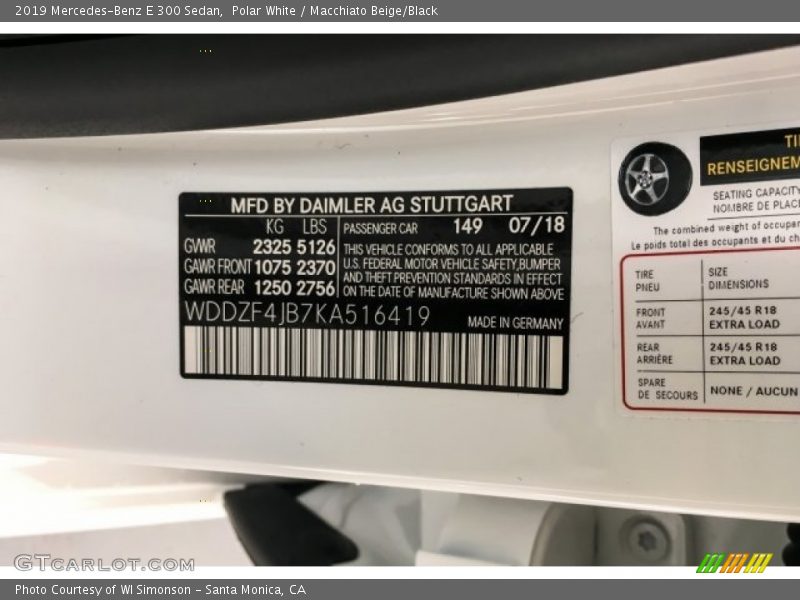 2019 Mercedes-Benz E 300 Sedan, Polar White / Macchiato Beige/Black
MFD BY DAIMLER AG STUTTGART
KG LBS
GVWR 2325 5126
GAWR FRONT 1075 2370
GAWR REAR 1250 2756
PASSENGER CAR 149 07/18
THIS VEHICLE CONFORMS TO ALL APPLICABLE
U.S. FEDERAL MOTOR VEHICLE SAFETY,BUMPER
AND THEFT PREVENTION STANDARDS IN EFFECT
ON THE DATE OF MANUFACTURE SHOWN ABOVE
WDDZF4JB7KA516419
MADE IN GERMANY
SEATING CAPACITY
NOMBRE DE
The combined weight of
Le poids total des occupants et du
TIRE
PNEU
SIZE
DIMENSIONS
FRONT
AVANT
245/45 R18
EXTRA LOAD
REAR
ARRIÈRE
245/45 R18
EXTRA LOAD
SPARE
DE SECOURS
NONE / AUCUN
GTCARLOT.COM
Photo Courtesy of WI Simonson - Santa Monica, CA